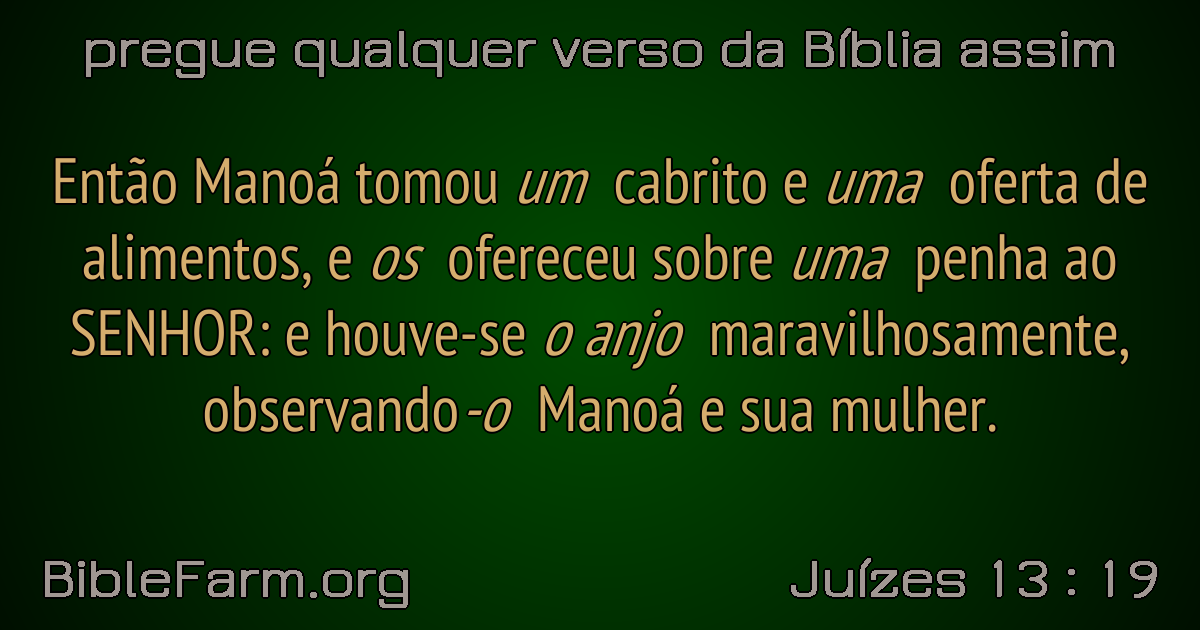 pregue qualquer verso da Bíblia assim
Então Manoá tomou um cabrito e uma oferta de
alimentos, e os ofereceu sobre uma penha ao
SENHOR: e houve-se o anjo maravilhosamente,
observando-o Manoá e sua mulher.
BibleFarm.org
Juízes 13 : 19